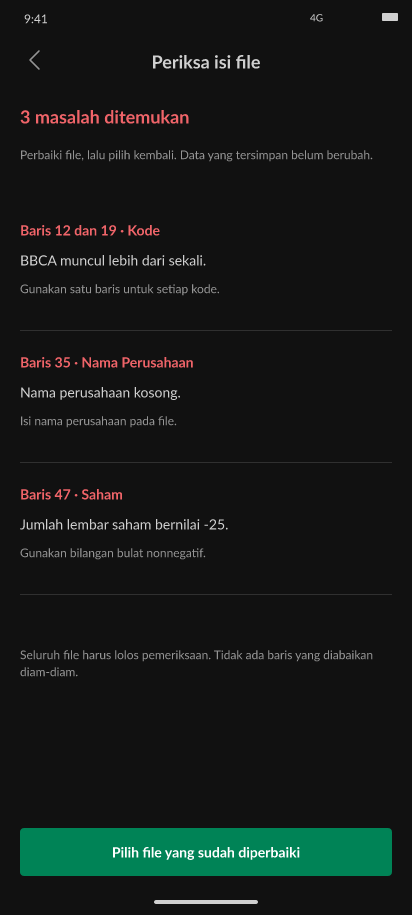 9:41
4G
Periksa isi file
3 masalah ditemukan
Perbaiki file, lalu pilih kembali. Data yang tersimpan belum berubah.
Baris 12 dan 19 · Kode
BBCA muncul lebih dari sekali.
Gunakan satu baris untuk setiap kode.
Baris 35 · Nama Perusahaan
Nama perusahaan kosong.
Isi nama perusahaan pada file.
Baris 47 · Saham
Jumlah lembar saham bernilai -25.
Gunakan bilangan bulat nonnegatif.
Seluruh file harus lolos pemeriksaan. Tidak ada baris yang diabaikan
diam-diam.
Pilih file yang sudah diperbaiki